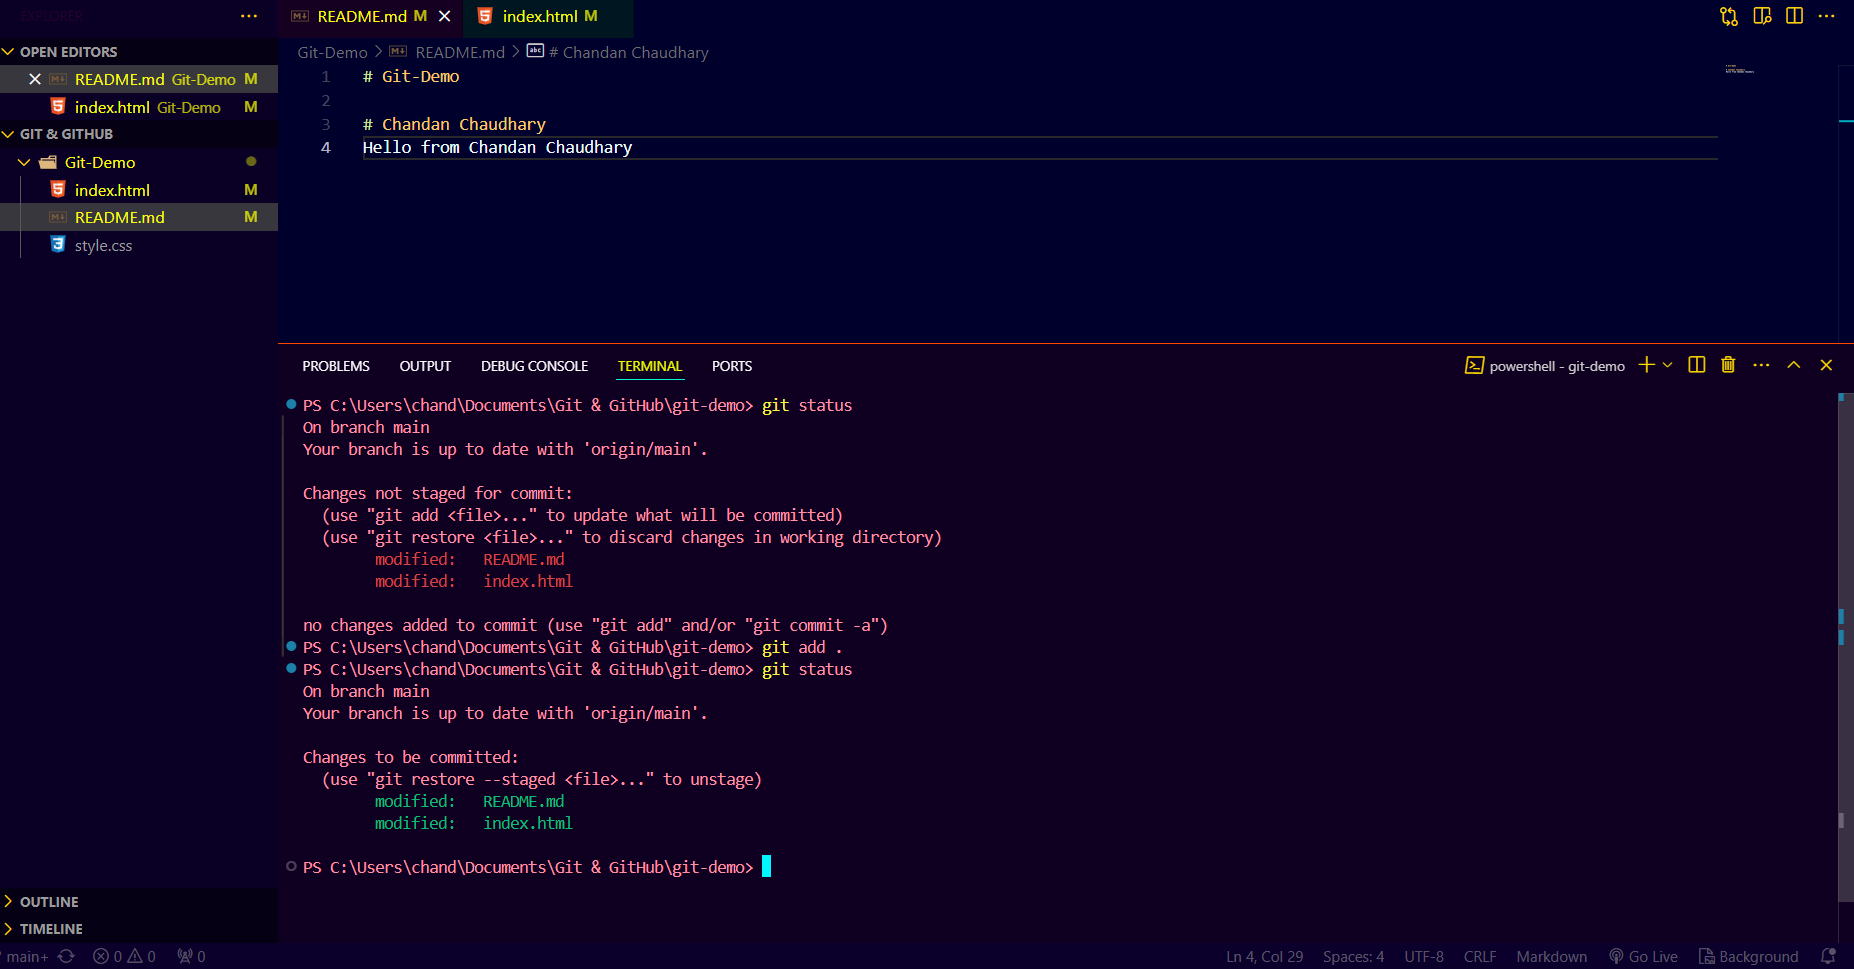 EXPLORER
OPEN EDITORS
README.md Git-Demo M
index.html Git-Demo M
GIT & GITHUB
Git-Demo
index.html M
README.md M
style.css
OUTLINE
TIMELINE
README.md M
index.html M
Git-Demo > README.md > # Chandan Chaudhary
1 # Git-Demo
2
3 # Chandan Chaudhary
4 Hello from Chandan Chaudhary
PROBLEMS OUTPUT DEBUG CONSOLE TERMINAL PORTS
powershell - git-demo
PS C:\Users\chand\Documents\Git & GitHub\git-demo> git status
On branch main
Your branch is up to date with 'origin/main'.
Changes not staged for commit:
(use "git add <file>..." to update what will be committed)
(use "git restore <file>..." to discard changes in working directory)
modified: README.md
modified: index.html
no changes added to commit (use "git add" and/or "git commit -a")
PS C:\Users\chand\Documents\Git & GitHub\git-demo> git add .
PS C:\Users\chand\Documents\Git & GitHub\git-demo> git status
On branch main
Your branch is up to date with 'origin/main'.
Changes to be committed:
(use "git restore --staged <file>..." to unstage)
modified: README.md
modified: index.html
PS C:\Users\chand\Documents\Git & GitHub\git-demo>
main+ 0 0 0 Ln 4, Col 29 Spaces: 4 UTF-8 CRLF Markdown Go Live Background